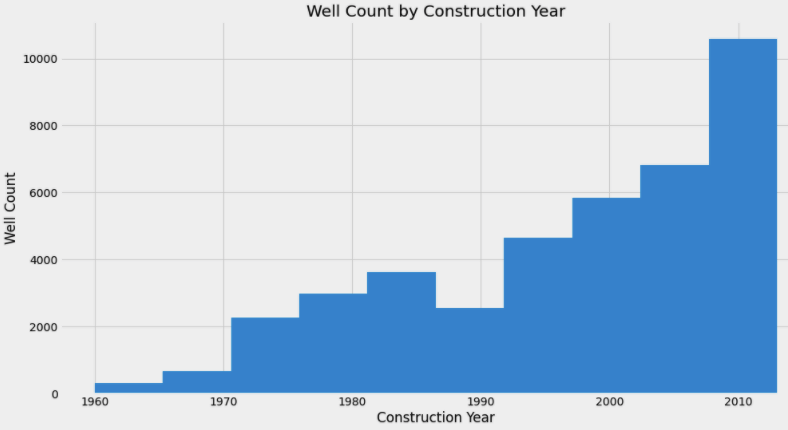 Well Count by Construction Year
10000
8000
6000
4000
2000
0
Well Count
1960 1970 1980 1990 2000 2010
Construction Year